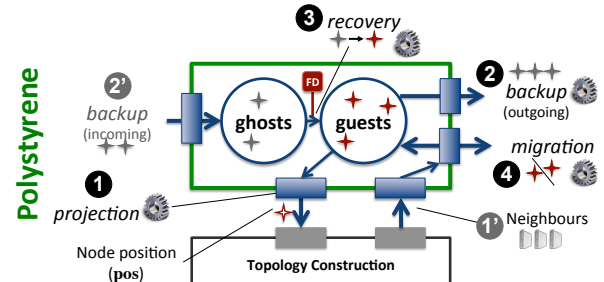 3 recovery
FD
2'
backup
(incoming)
ghosts
guests
2
backup
(outgoing)
migration
4
Polystyrene
1
projection
1'
Neighbours
Node position
(pos)
Topology Construction